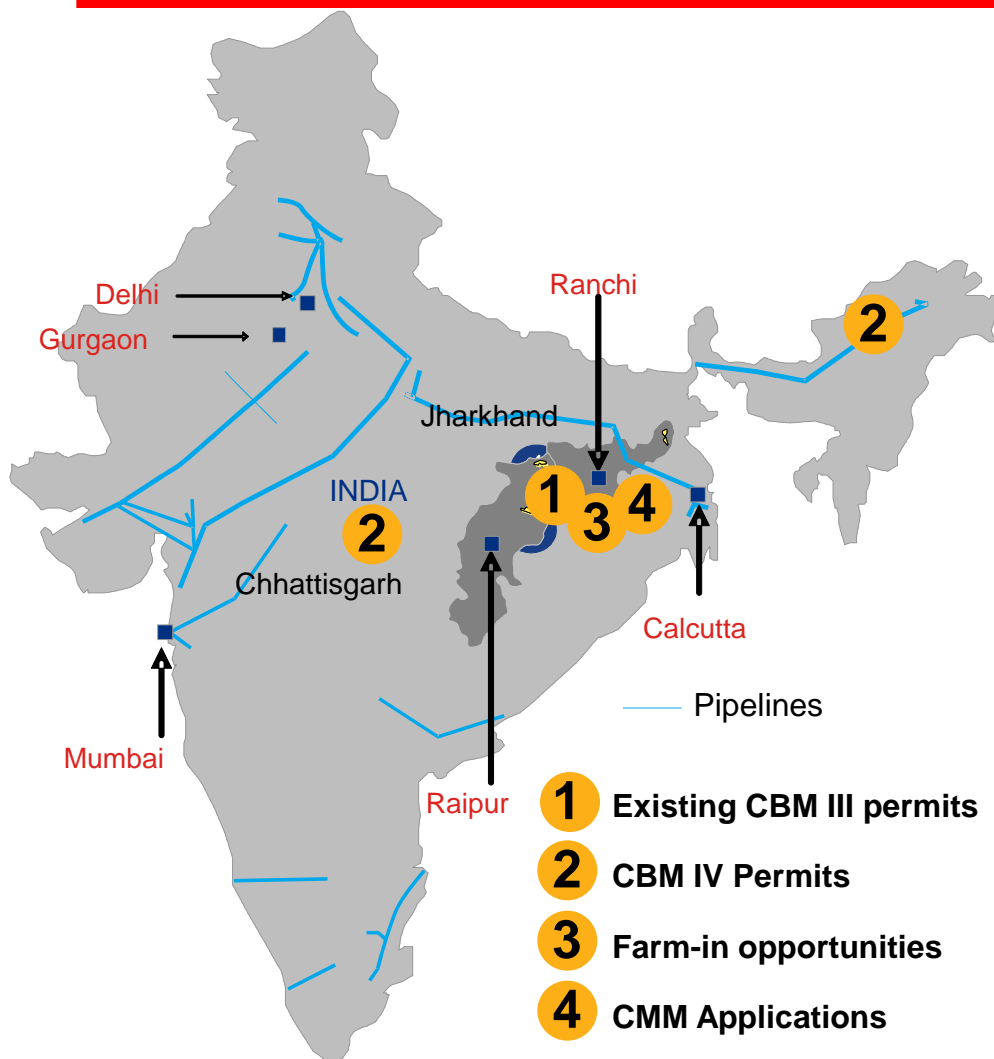 Delhi
Ranchi
2
Gurgaon
Jharkhand
INDIA
1
4
3
2
Chhattisgarh
Calcutta
Pipelines
Mumbai
Raipur
1 Existing CBM III permits
2 CBM IV Permits
3 Farm-in opportunities
4 CMM Applications